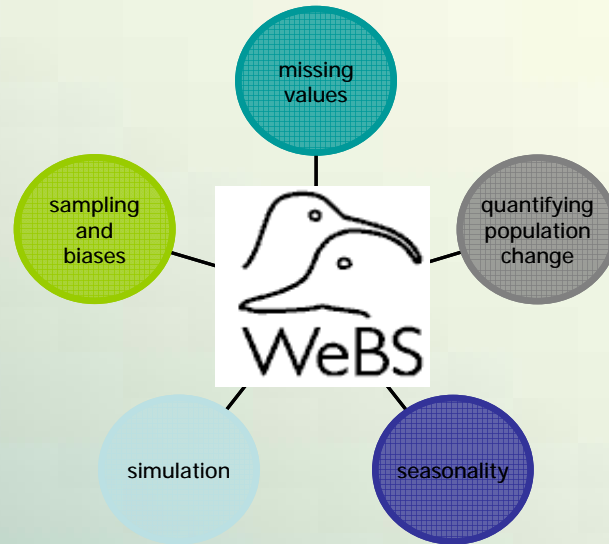 missing
values
sampling
and
biases
quantifying
population
change
WeBS
simulation
seasonality